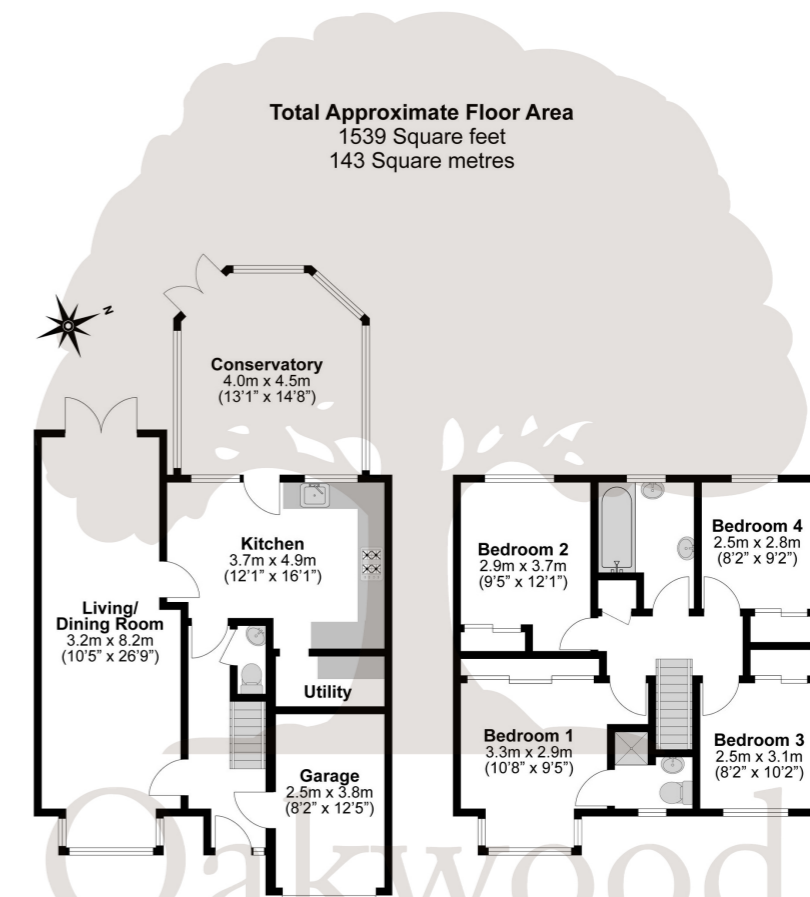 Total Approximate Floor Area
1539 Square feet
143 Square metres
N
Conservatory
4.0m x 4.5m
(13'1" x 14'8")
Kitchen
3.7m x 4.9m
(12'1" x 16'1")
Living/
Dining Room
3.2m x 8.2m
(10'5" x 26'9")
Utility
Garage
2.5m x 3.8m
(8'2" x 12'5")
Bedroom 2
2.9m x 3.7m
(9'5" x 12'1")
Bedroom 4
2.5m x 2.8m
(8'2" x 9'2")
Bedroom 1
3.3m x 2.9m
(10'8" x 9'5")
Bedroom 3
2.5m x 3.1m
(8'2" x 10'2")
Oakwood